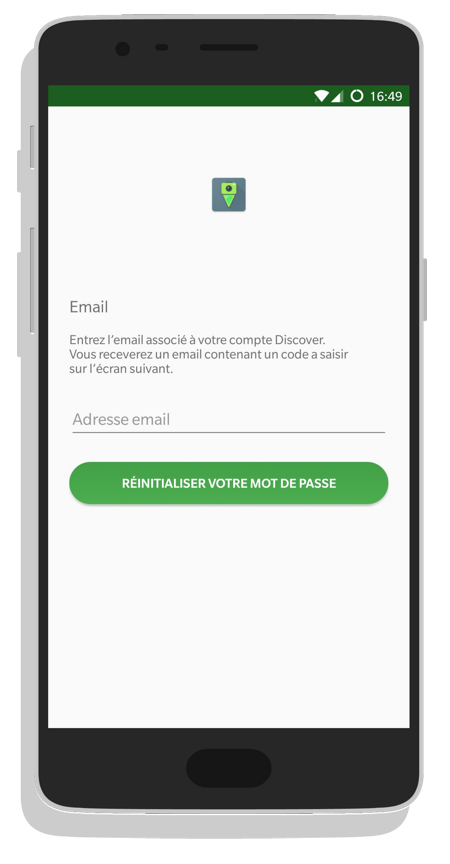 16:49
Email
Entrez l'email associé à votre compte Discover.
Vous receverez un email contenant un code a saisir
sur l'écran suivant.
Adresse email
RÉINITIALISER VOTRE MOT DE PASSE